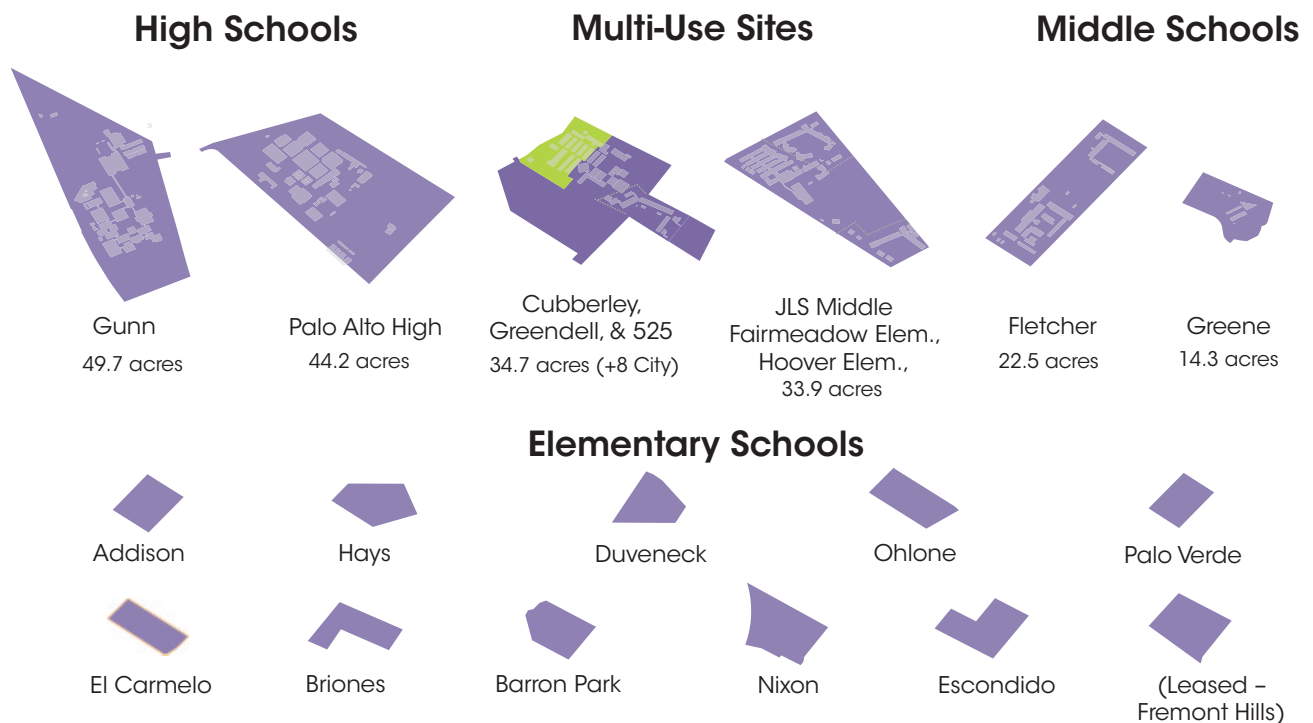 High Schools
Multi-Use Sites
Middle Schools
Gunn
49.7 acres
Palo Alto High
44.2 acres
Cubberley,
Greendell, & 525
34.7 acres (+8 City)
JLS Middle
Fairmeadow Elem.,
Hoover Elem.,
33.9 acres
Fletcher
22.5 acres
Greene
14.3 acres
Elementary Schools
Addison
Hays
Duveneck
Ohlone
Palo Verde
El Carmelo
Briones
Barron Park
Nixon
Escondido
(Leased –
Fremont Hills)